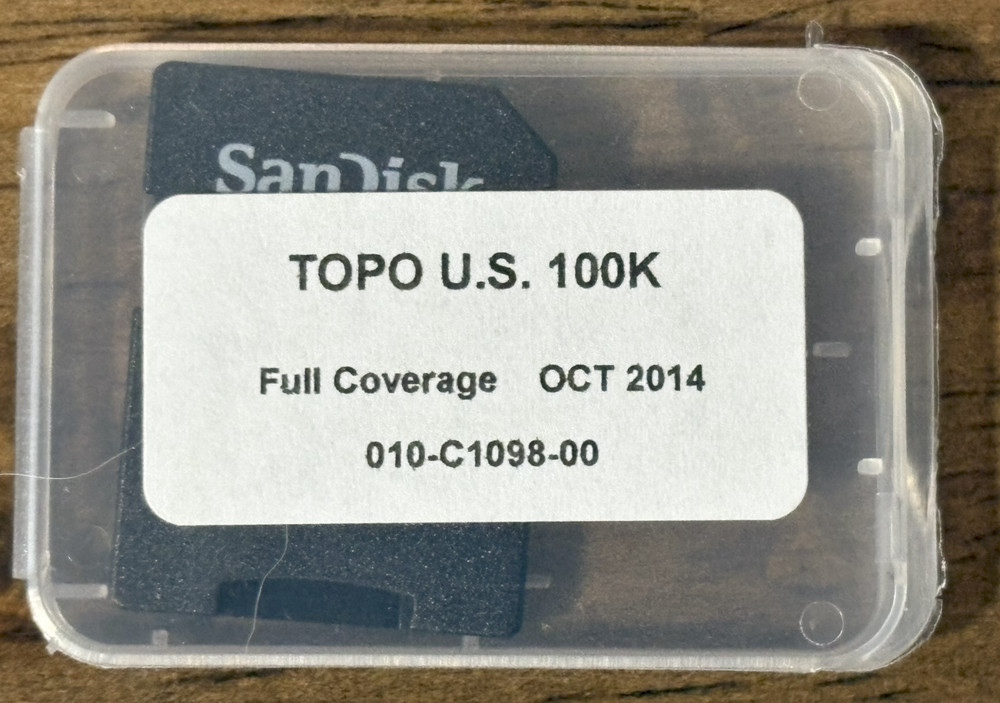 SanDisk
TOPO U.S. 100K
Full Coverage OCT 2014
010-C1098-00